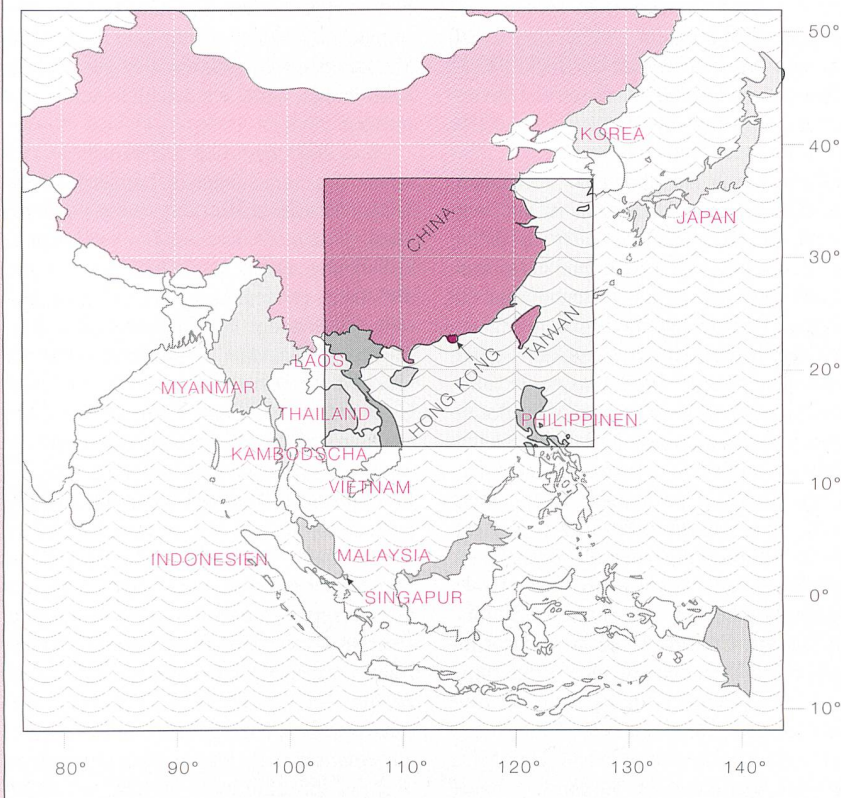 50°
KOREA
40°
JAPAN
CHINA
30°
TAIWAN
20°
LAOS
HONG KONG
MYANMAR
THAILAND
PHILIPPINEN
KAMBODSCHA
10°
VIETNAM
INDONESIEN
MALAYSIA
SINGAPUR
0°
10°
80° 90° 100° 110° 120° 130° 140°